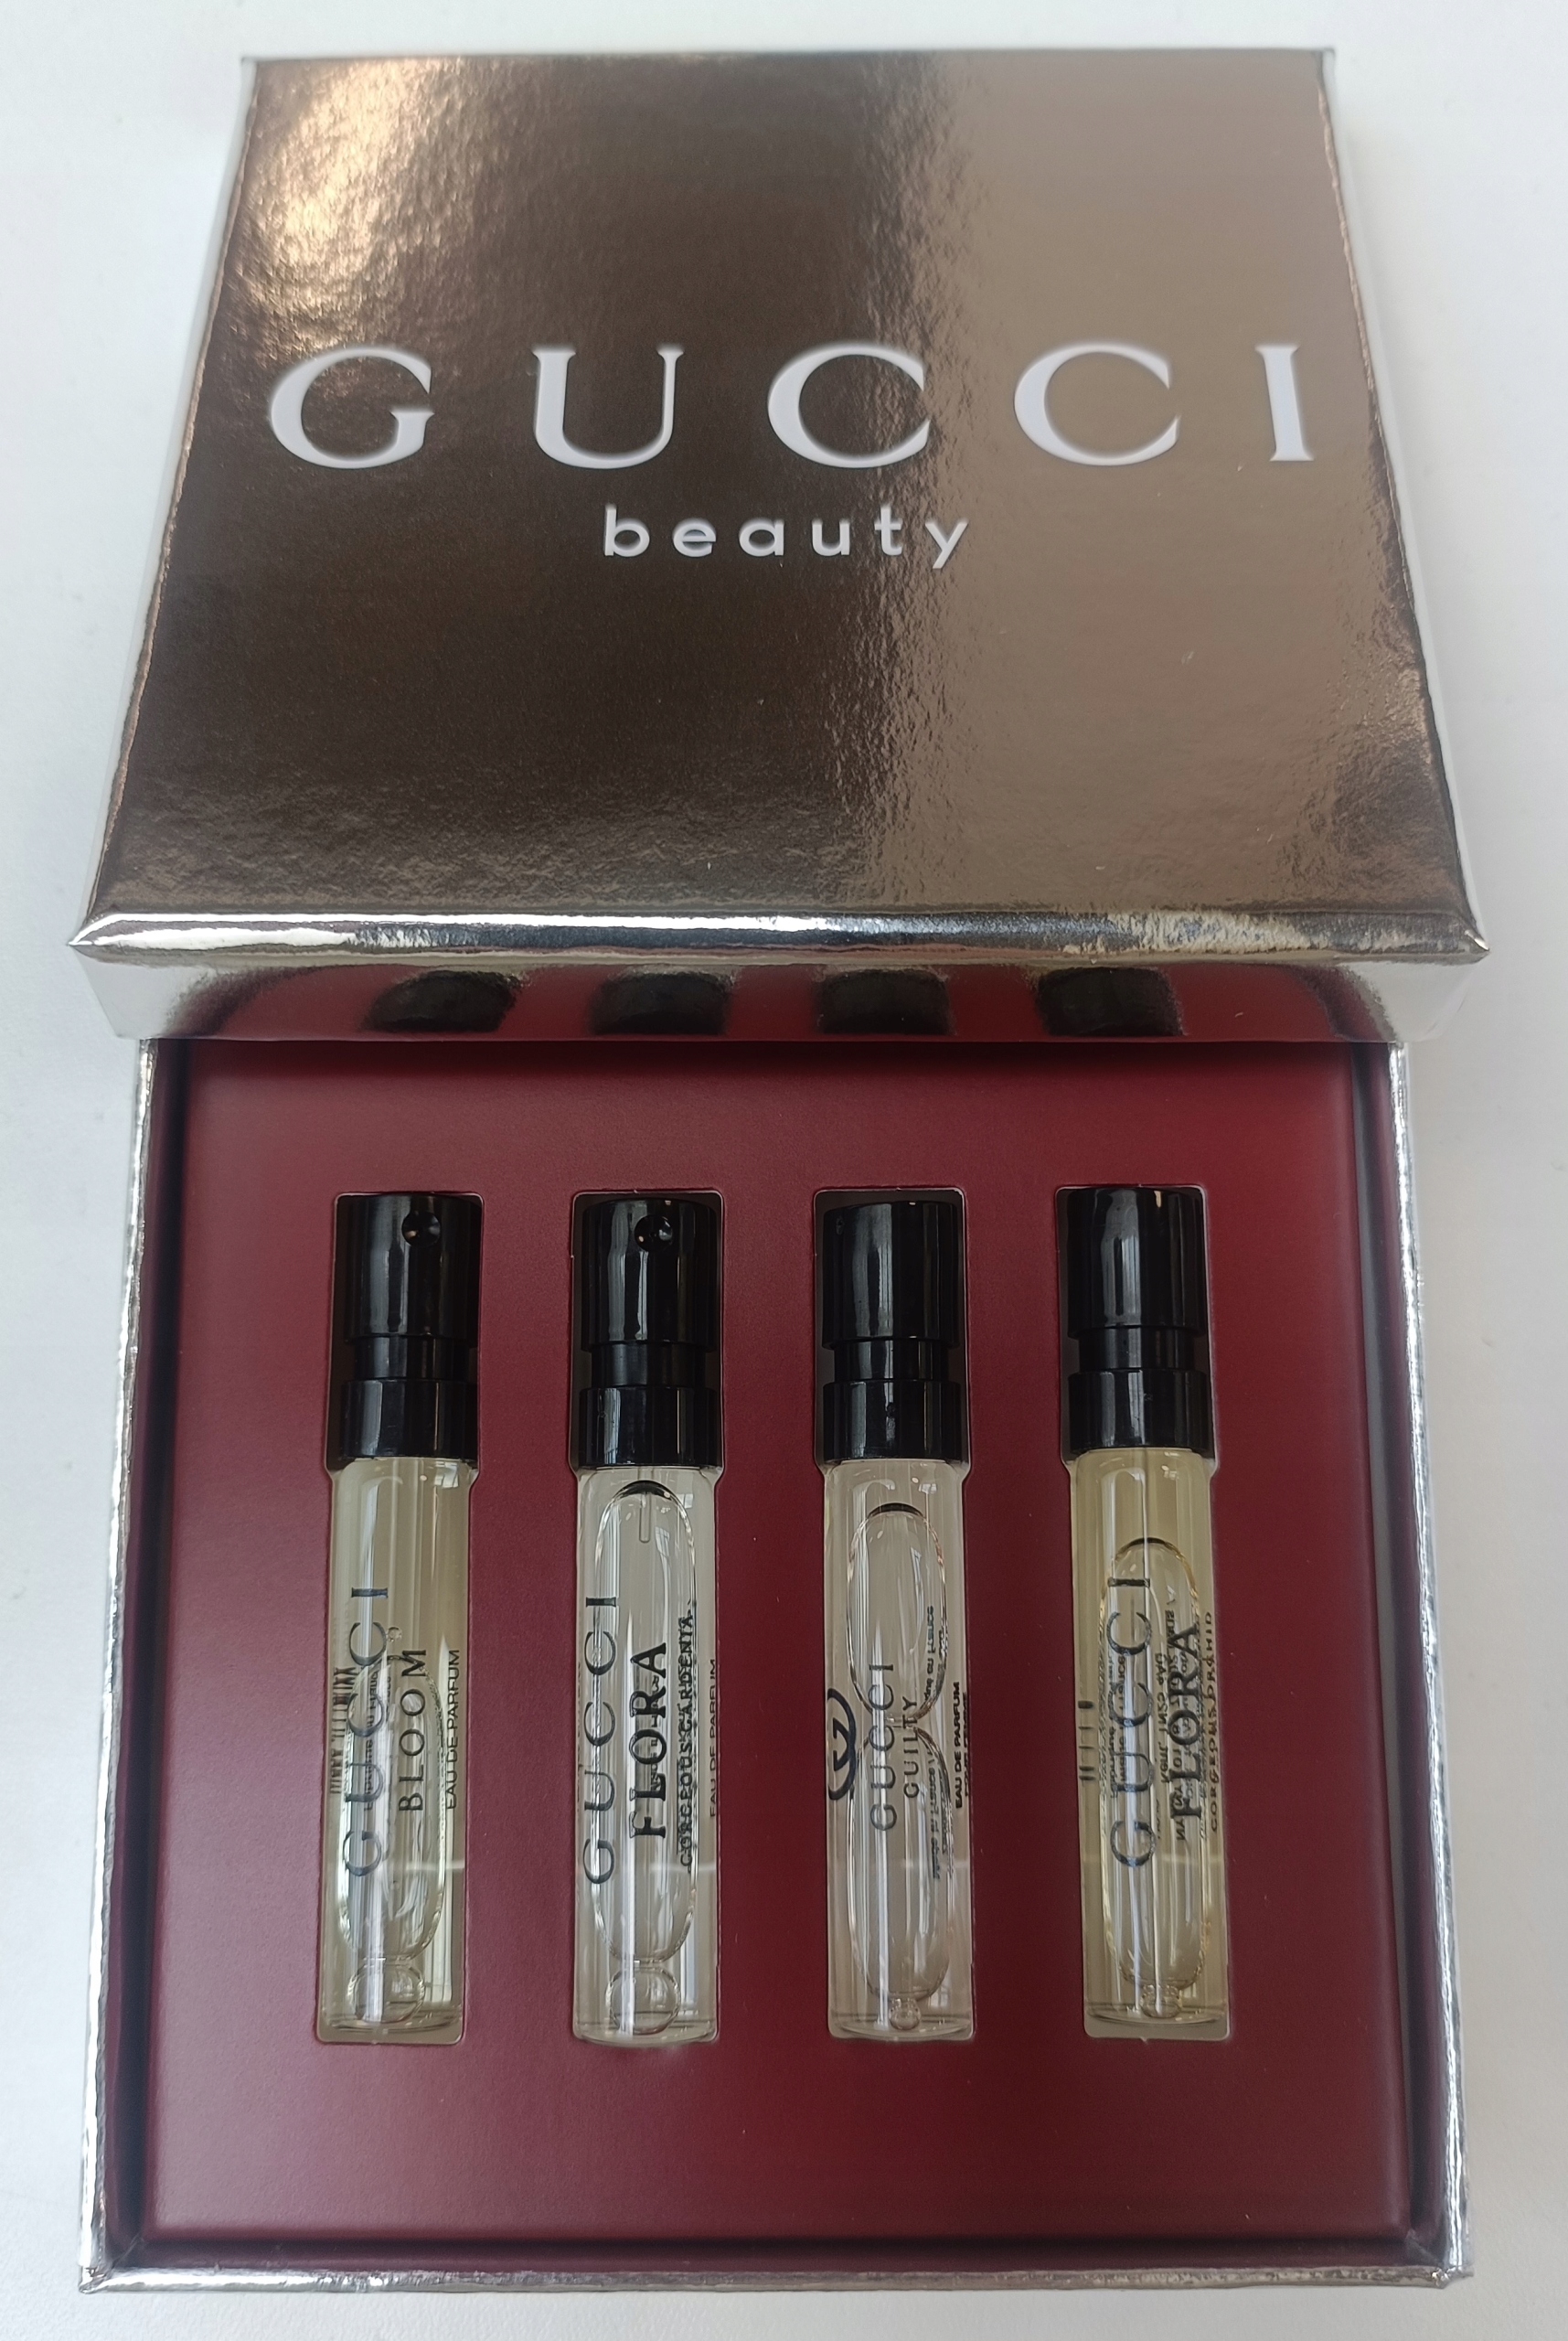 GUCCI
beauty
GUCCI
BLOOM
EAU DE PARFUM
GUCCI
FLORA
GORGEOUS GARDENIA
EAU DE PARFUM
GUCCI
GUILTY
EAU DE PARFUM
GUCCI
FLORA
GORGEOUS ORCHID